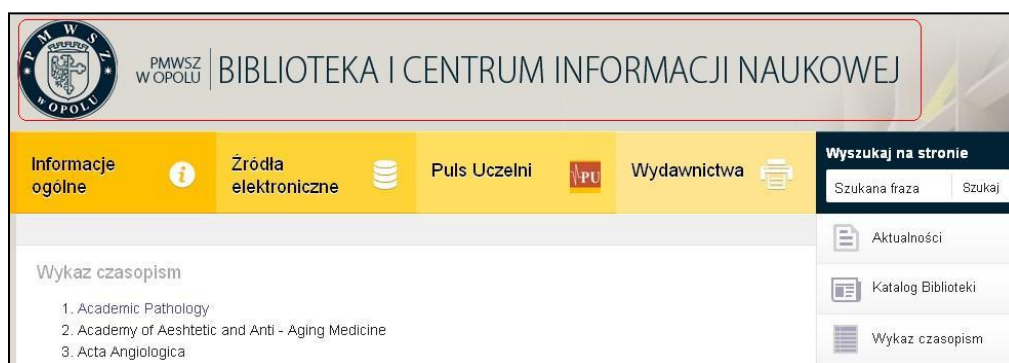 PMWSZ
W OPOLU
PMWSZ
W OPOLU
BIBLIOTEKA I CENTRUM INFORMACJI NAUKOWEJ
Informacje
ogólne
i
Źródła
elektroniczne
Puls Uczelni
PU
Wydawnictwa
Wyszukaj na stronie
Szukana fraza
Szukaj
Aktualności
Katalog Biblioteki
Wykaz czasopism
Wykaz czasopism
1. Academic Pathology
2. Academy of Aeshtetic and Anti - Aging Medicine
3. Acta Angiologica